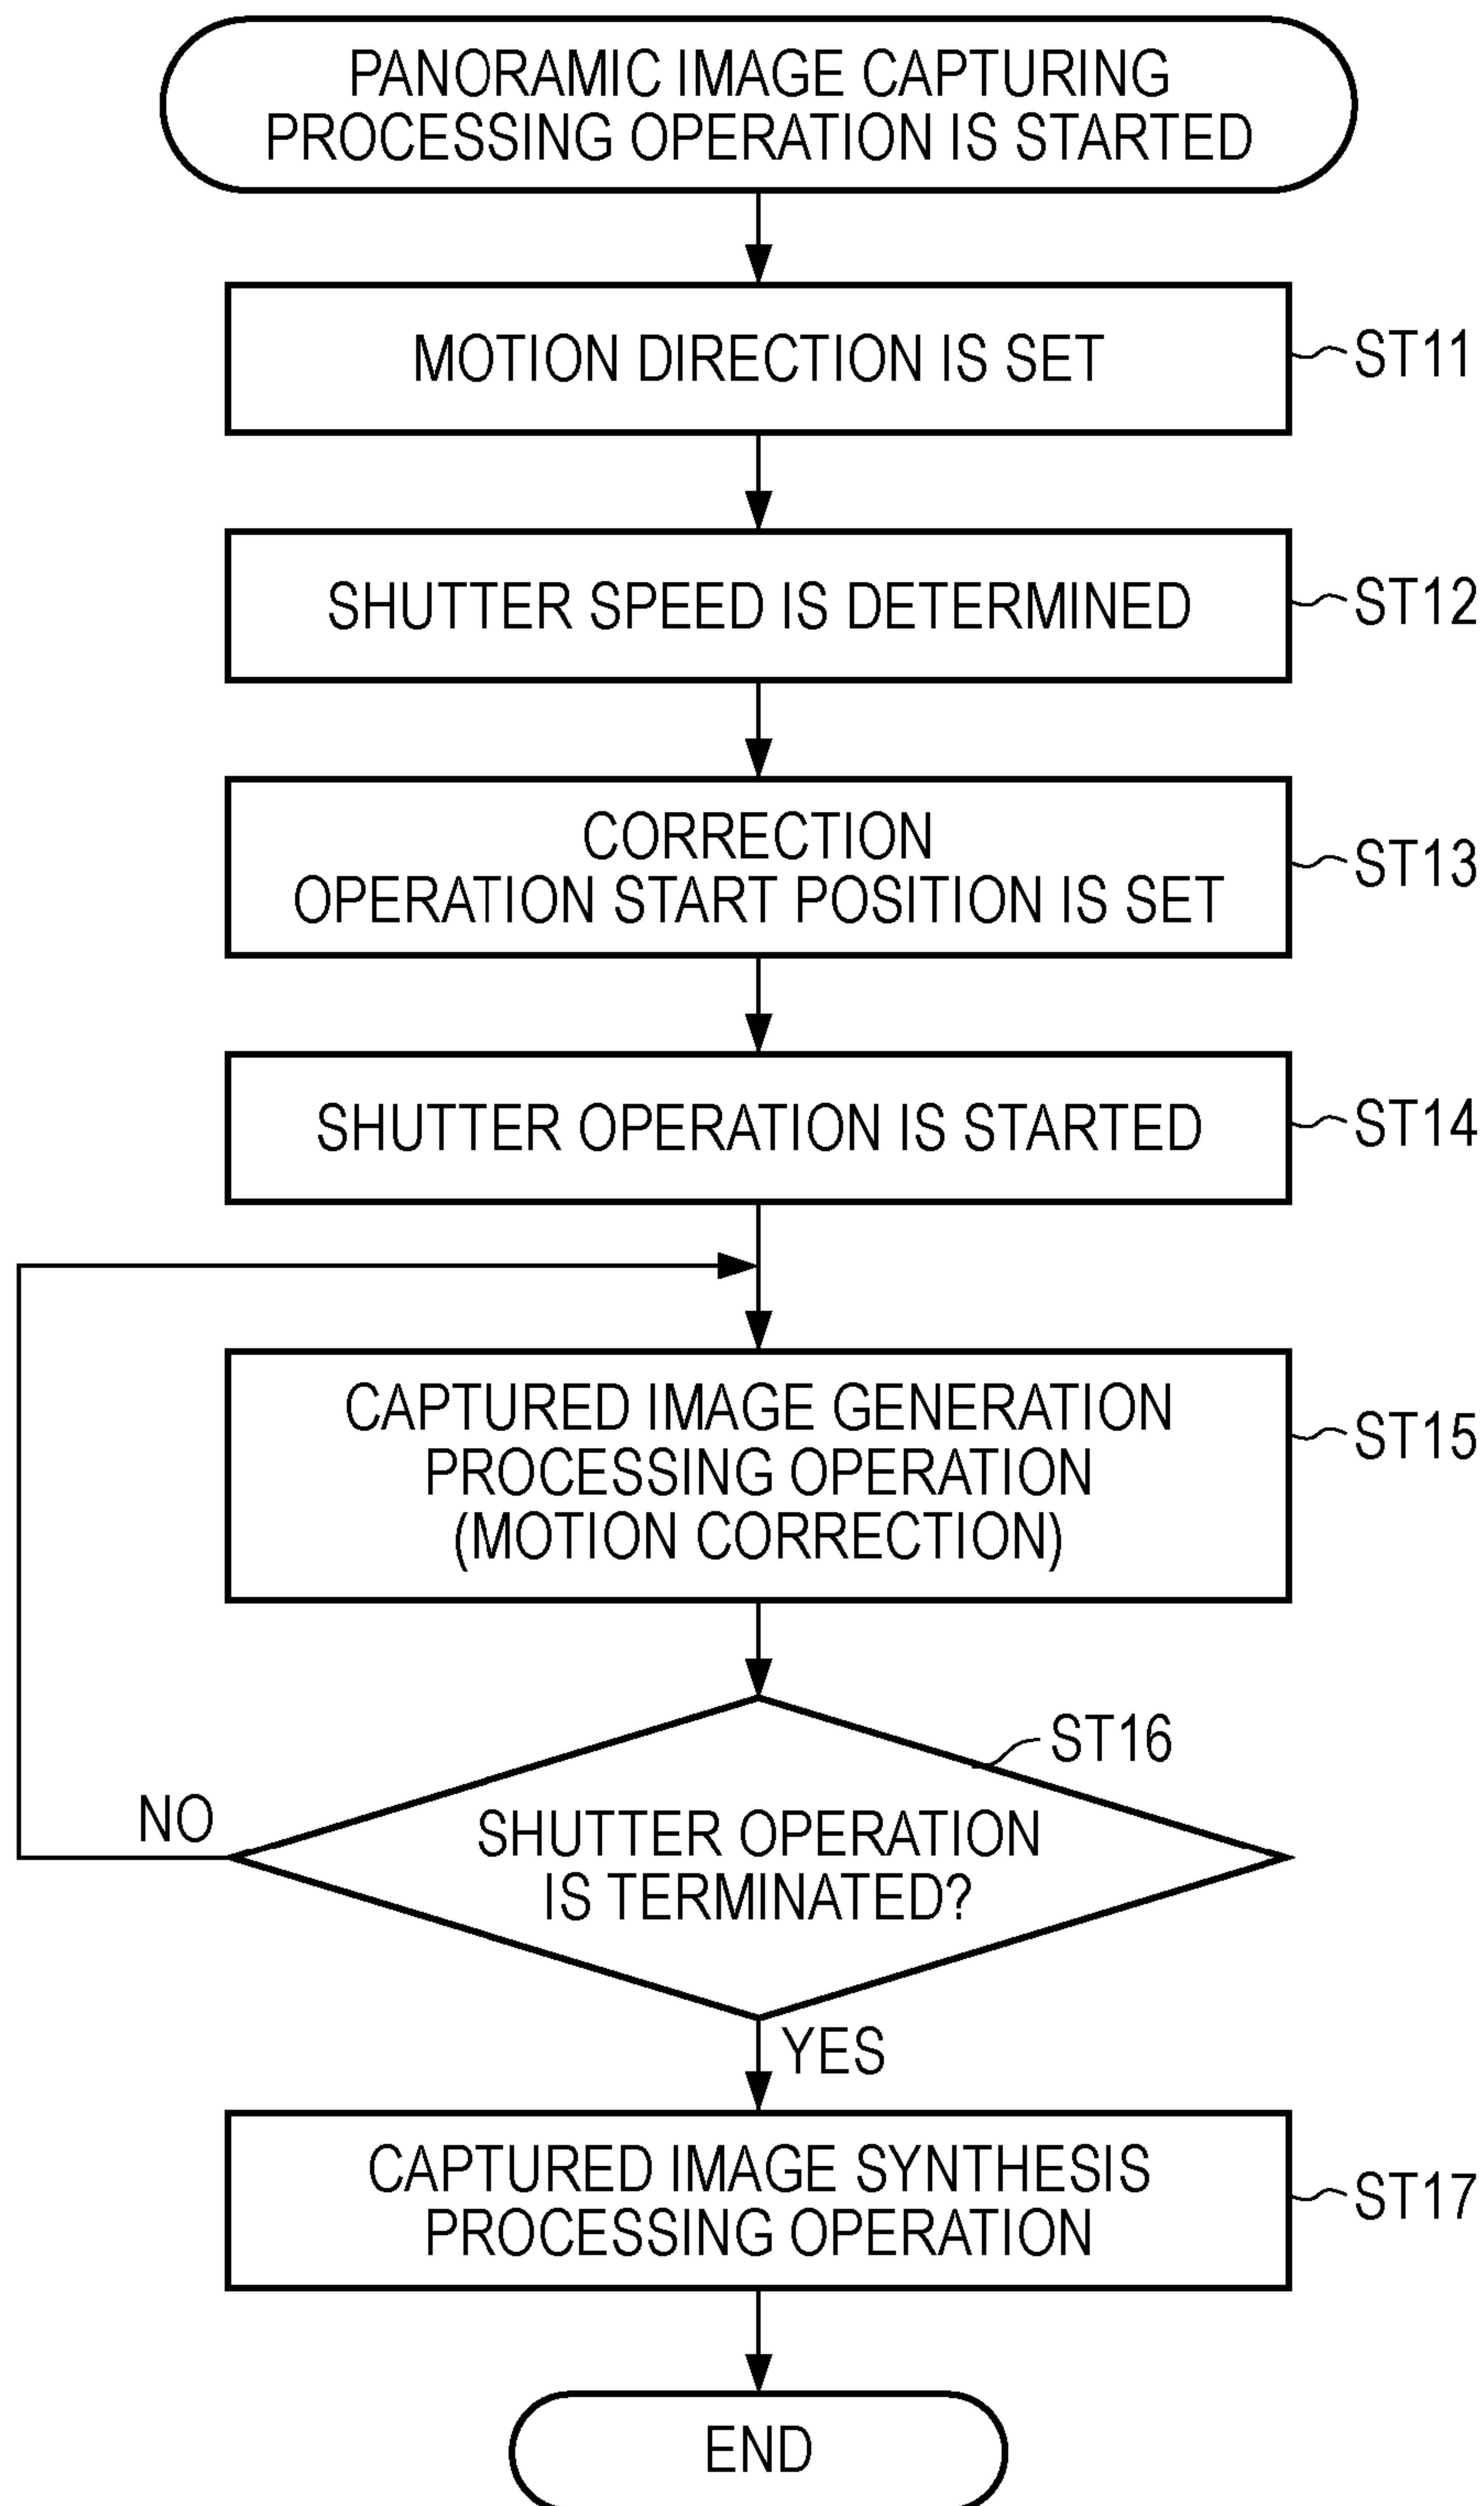 PANORAMIC IMAGE CAPTURING
PROCESSING OPERATION IS STARTED
MOTION DIRECTION IS SET
ST11
SHUTTER SPEED IS DETERMINED
ST12
CORRECTION
OPERATION START POSITION IS SET
ST13
SHUTTER OPERATION IS STARTED
ST14
CAPTURED IMAGE GENERATION
PROCESSING OPERATION
(MOTION CORRECTION)
ST15
ST16
NO
SHUTTER OPERATION
IS TERMINATED?
YES
CAPTURED IMAGE SYNTHESIS
PROCESSING OPERATION
ST17
END